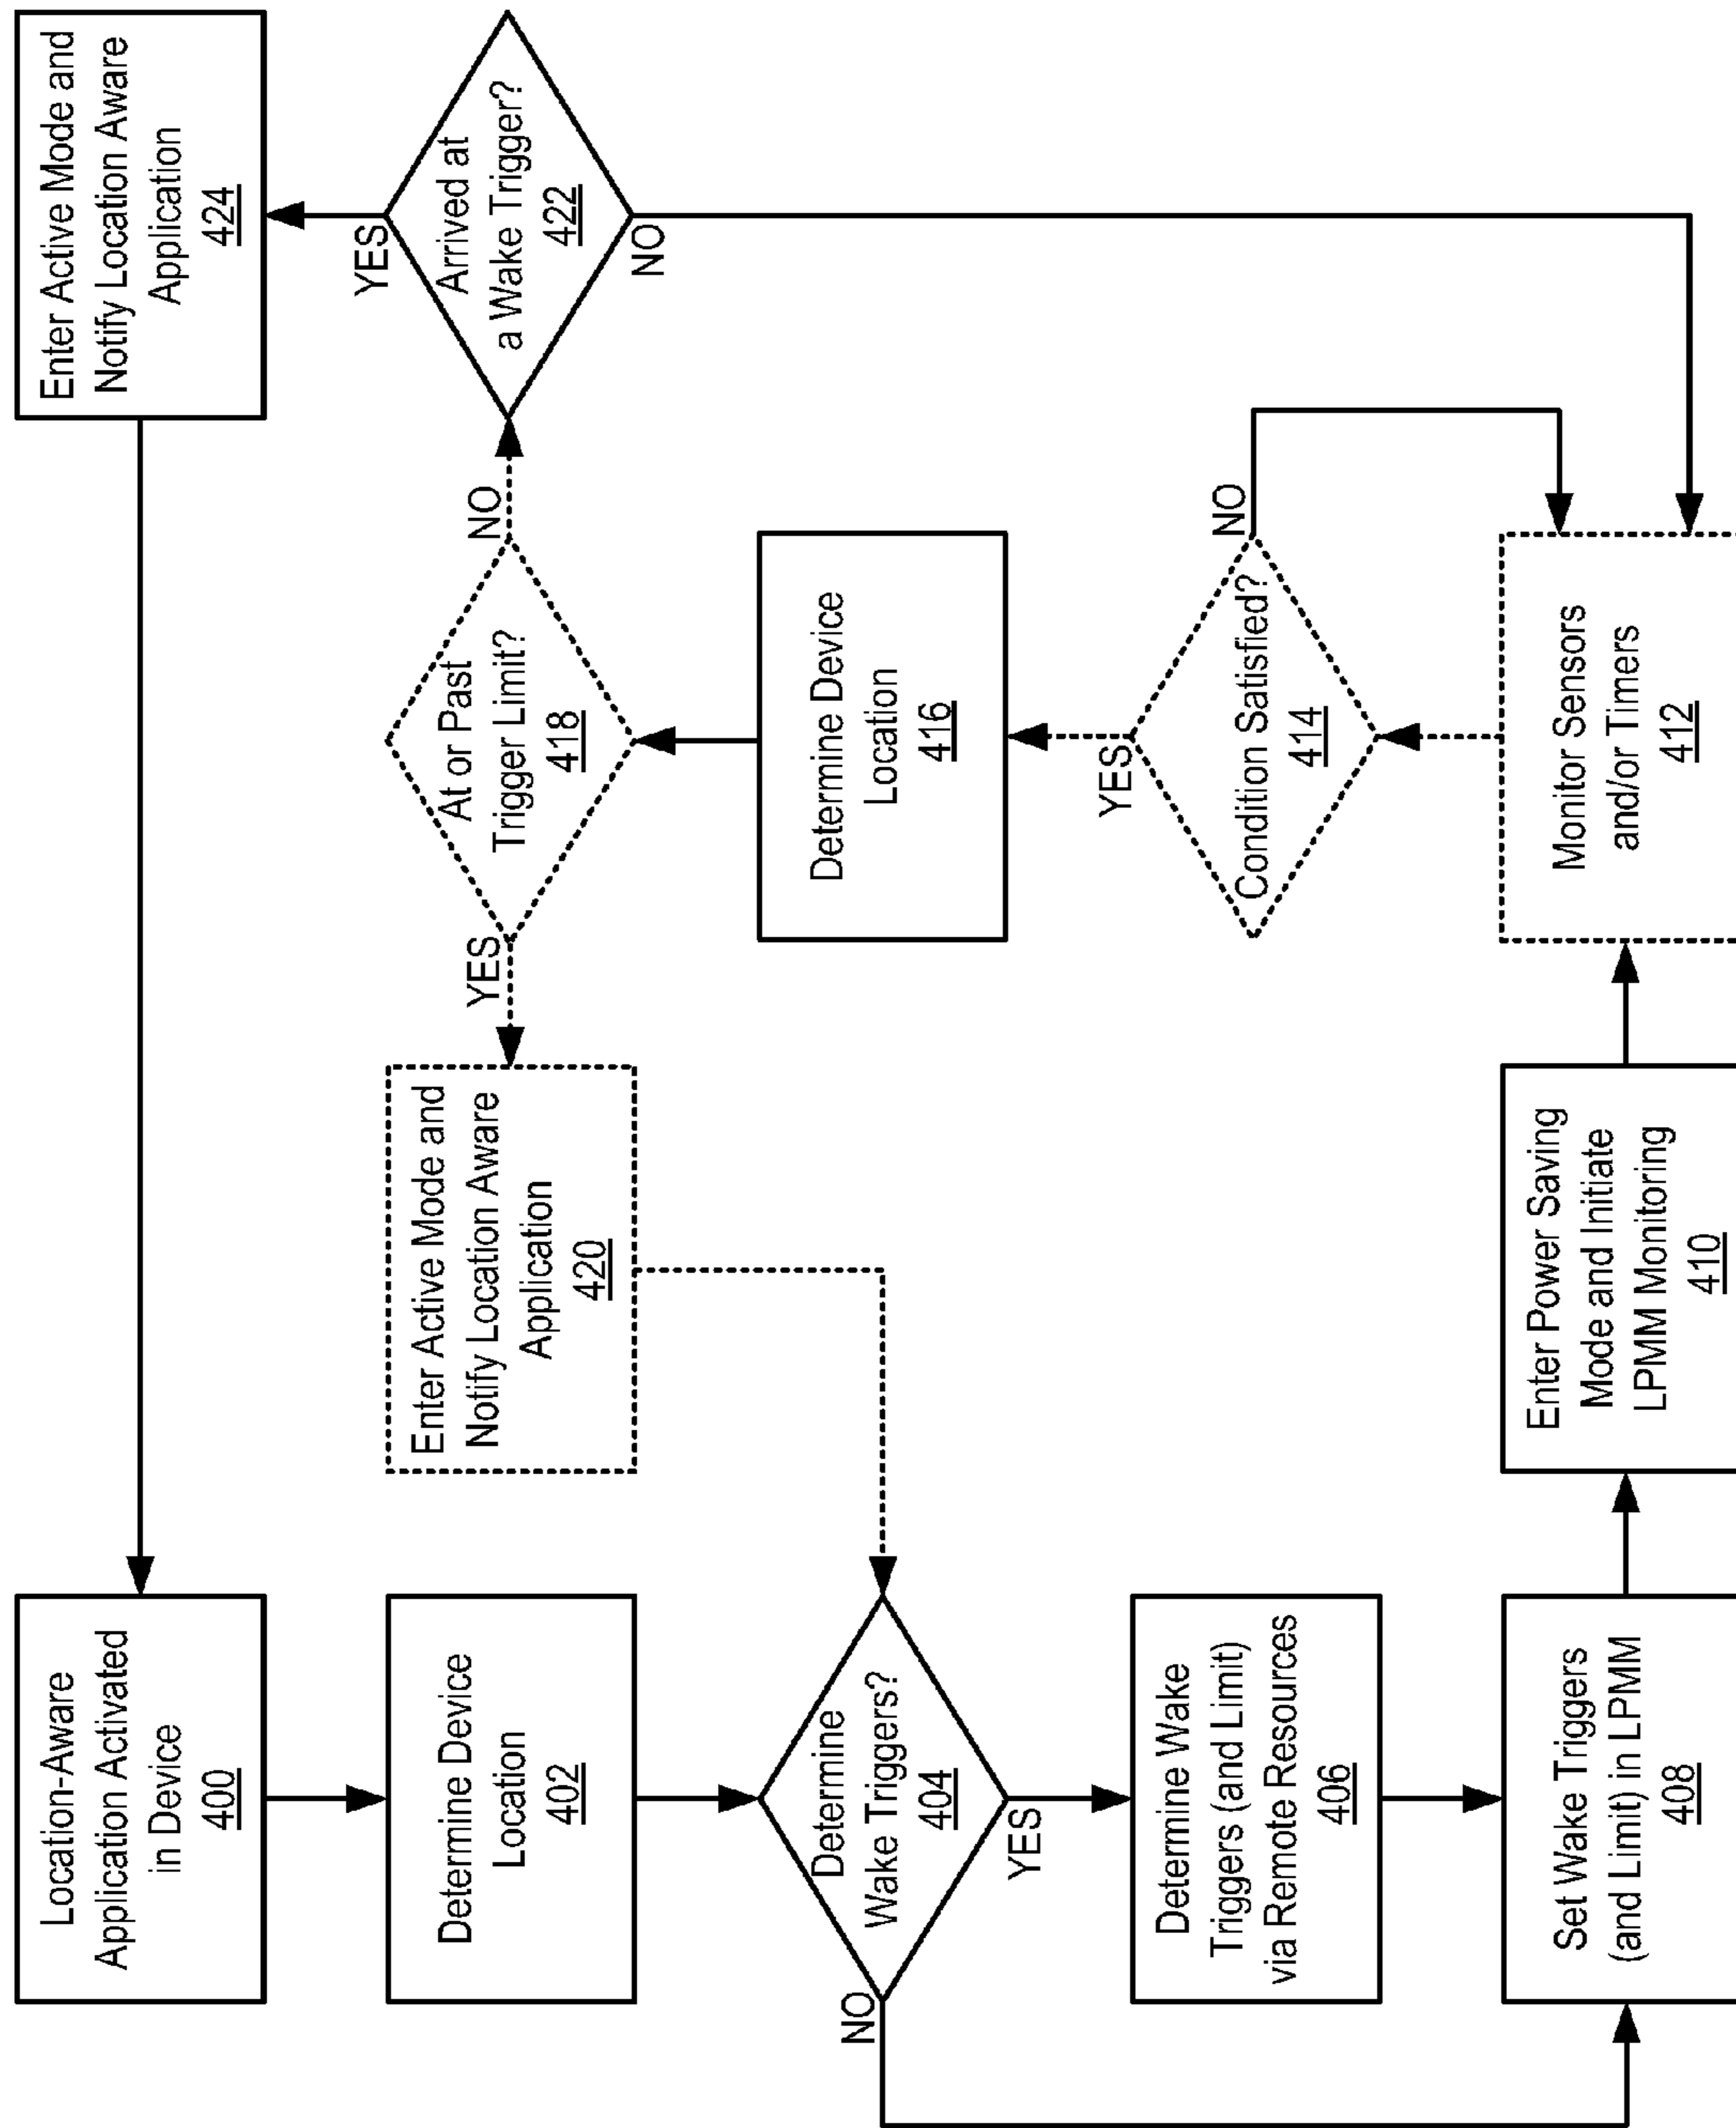 Location-Aware
Application Activated
in Device
400
Determine Device
Location
402
Determine
Wake Triggers?
404
NO
YES
Determine Wake
Triggers (and Limit)
via Remote Resources
406
Set Wake Triggers
(and Limit) in LPMM
408
Enter Power Saving
Mode and Initiate
LPMM Monitoring
410
Monitor Sensors
and/or Timers
412
Condition Satisfied?
414
NO
YES
Determine Device
Location
416
At or Past
Trigger Limit?
418
YES
NO
Enter Active Mode and
Notify Location Aware
Application
420
Arrived at
a Wake Trigger?
422
YES
NO
Enter Active Mode and
Notify Location Aware
Application
424